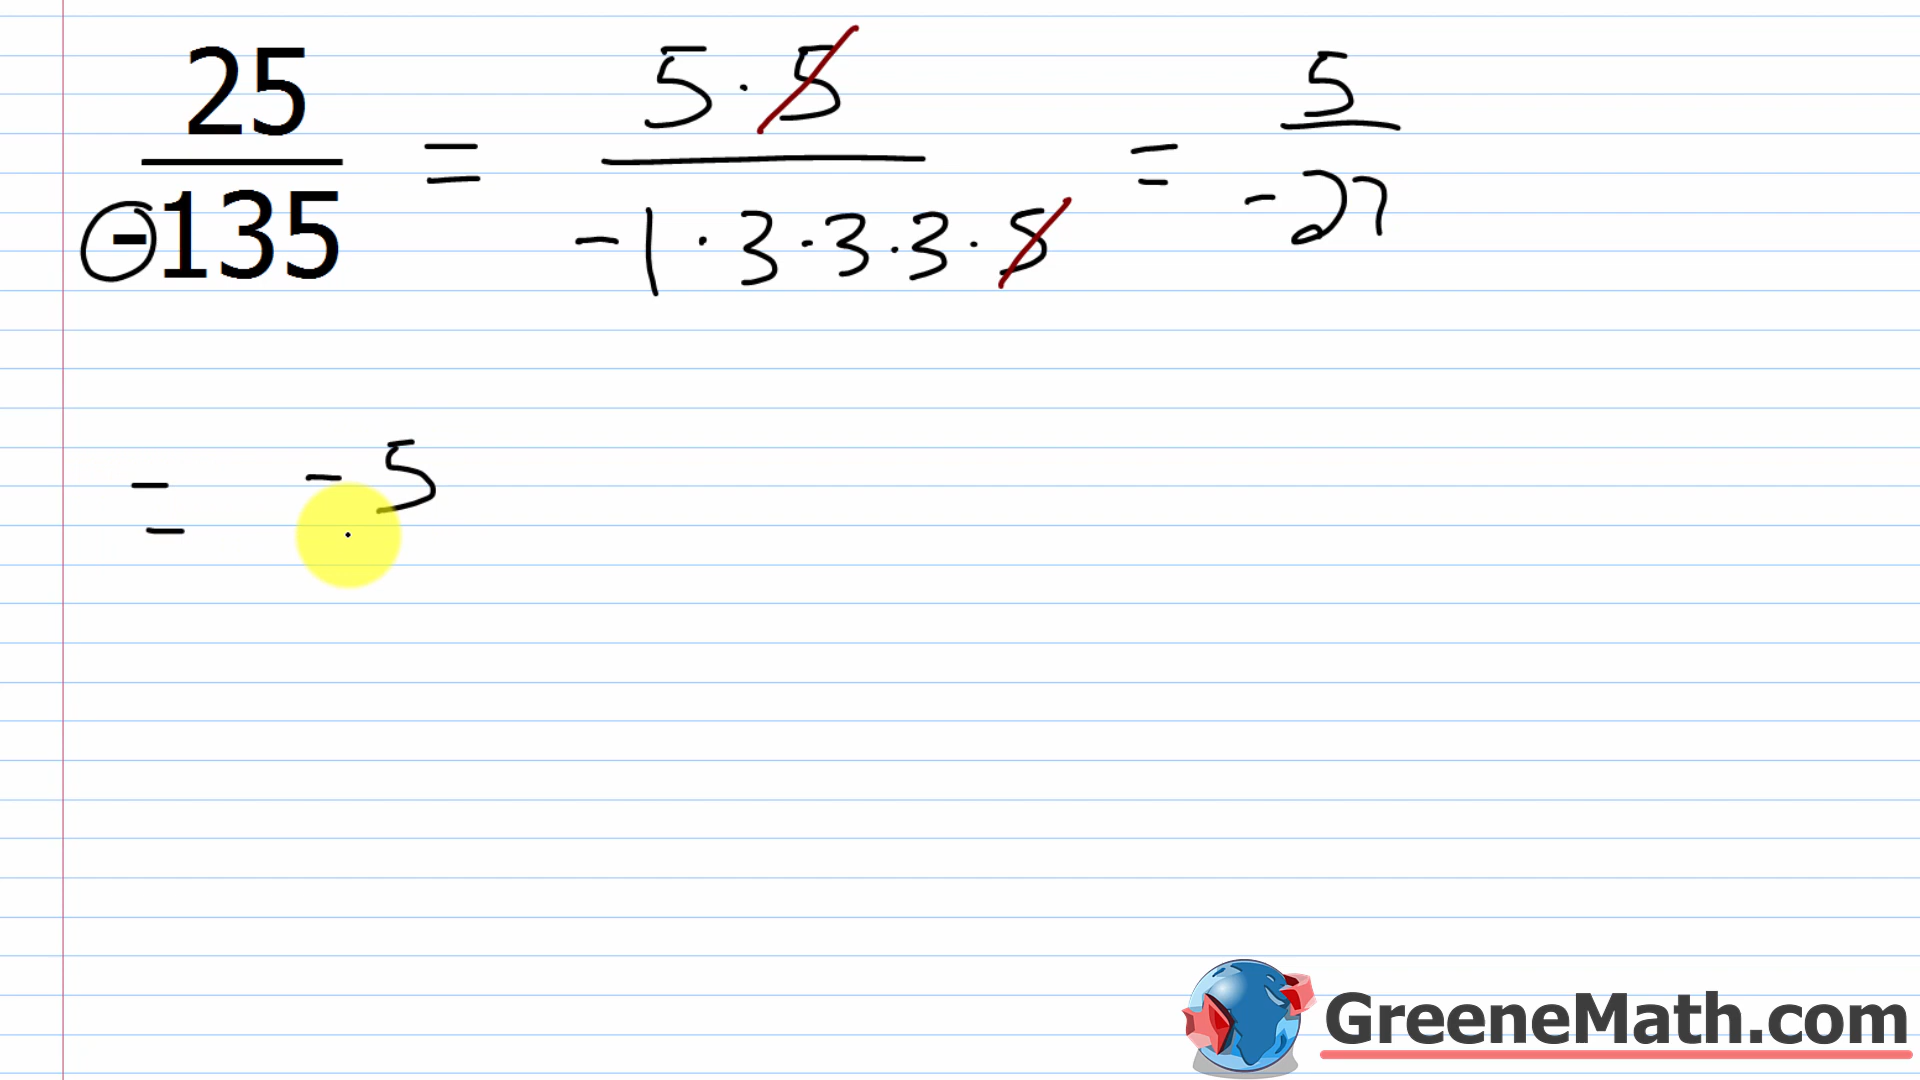 25/-135 = 5 · 5/-1 · 3 · 3 · 3 · 5 = 5/-27
= -5
GreeneMath.com